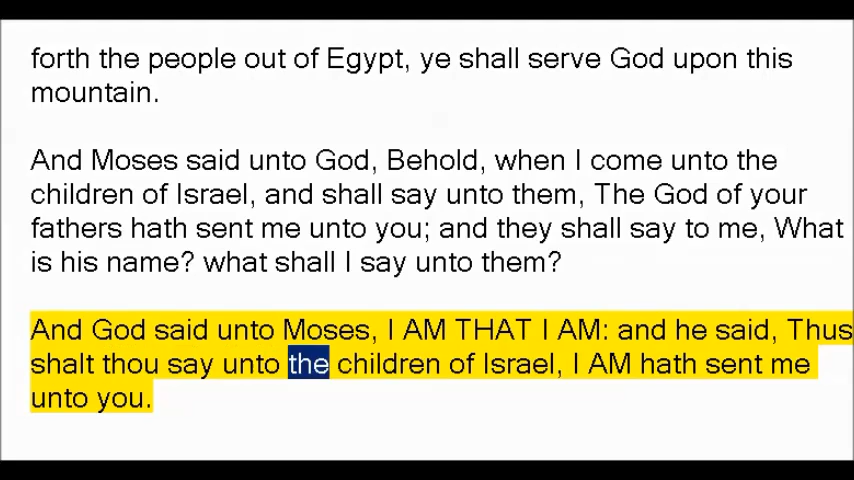 forth the people out of Egypt, ye shall serve God upon this
mountain.
And Moses said unto God, Behold, when I come unto the
children of Israel, and shall say unto them, The God of your
fathers hath sent me unto you; and they shall say to me, What
is his name? what shall I say unto them?
And God said unto Moses, I AM THAT I AM: and he said, Thus
shalt thou say unto the children of Israel, I AM hath sent me
unto you.